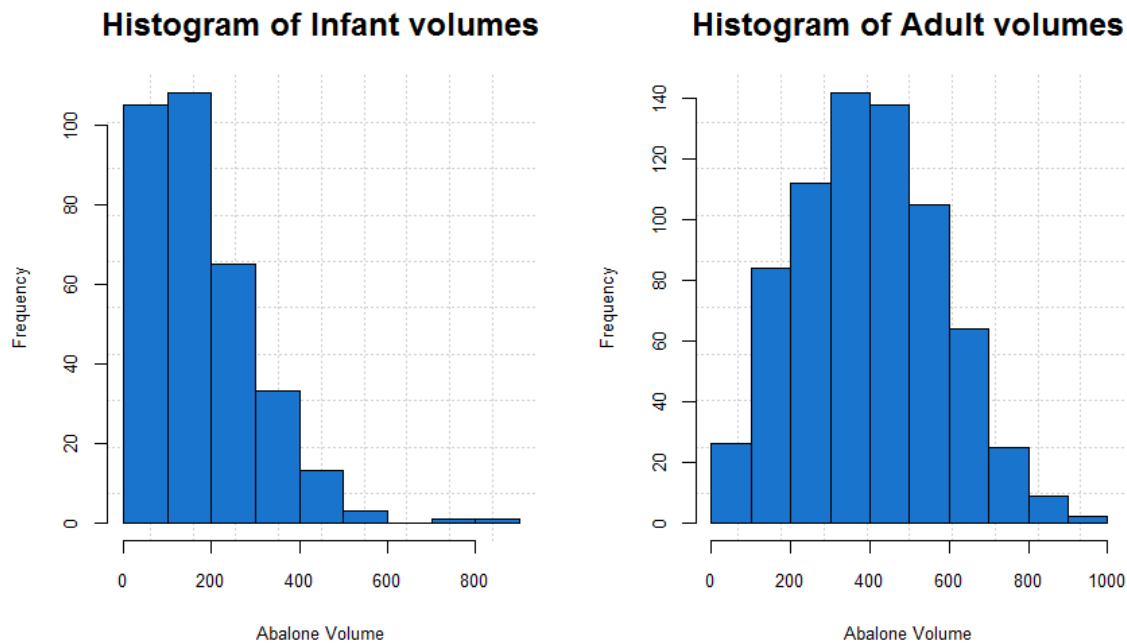 Histogram of Infant volumes
Frequency
100
80
60
40
20
0
0 200 400 600 800
Abalone Volume
Histogram of Adult volumes
Frequency
140
120
100
80
60
40
20
0
0 200 400 600 800 1000
Abalone Volume